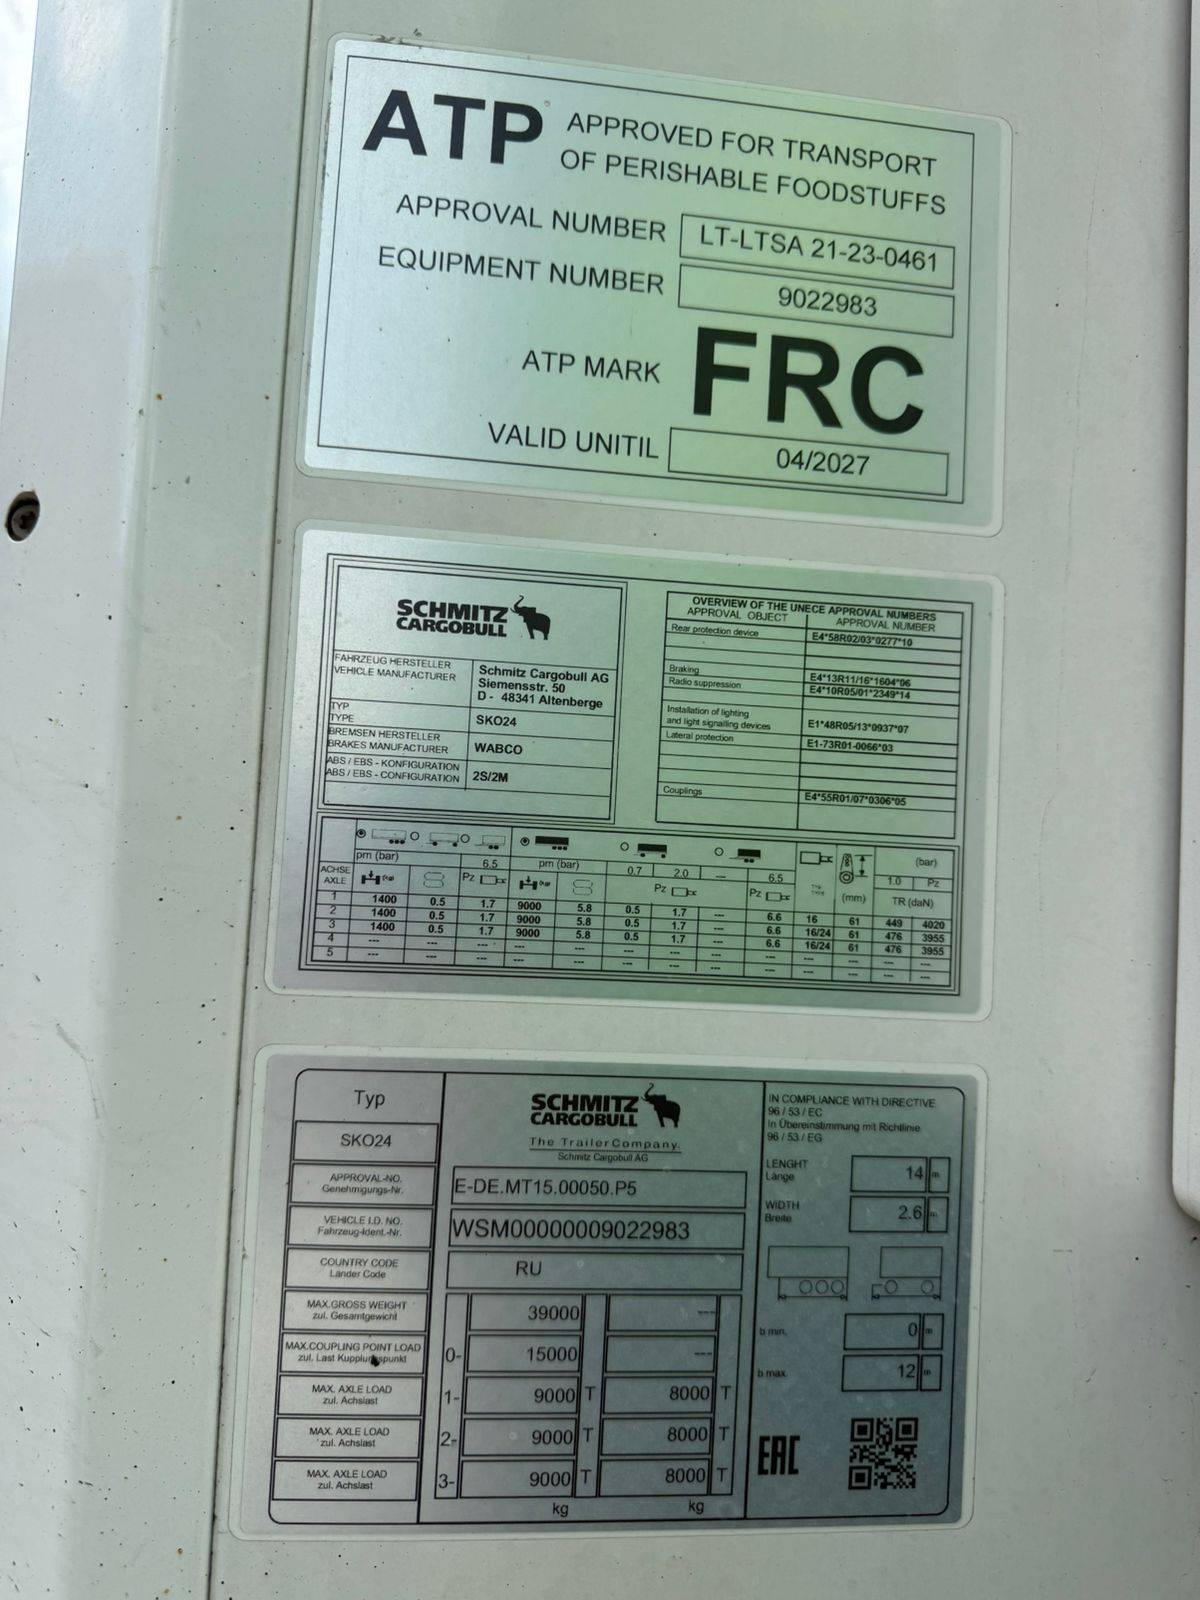 ATP APPROVED FOR TRANSPORT
OF PERISHABLE FOODSTUFFS
APPROVAL NUMBER LT-LTSA 21-23-0461
EQUIPMENT NUMBER 9022983
ATP MARK FRC
VALID UNITIL 04/2027
SCHMITZ
CARGOBULL
FAHRZEUG HERSTELLER
VEHICLE MANUFACTURER
Schmitz Cargobull AG
Siemensstr. 50
D - 48341 Altenberge
TYP
TYPE
SKO24
BREMSEN HERSTELLER
BRAKES MANUFACTURER
WABCO
ABS / EBS - KONFIGURATION
ABS / EBS - CONFIGURATION
2S/2M
OVERVIEW OF THE UNECE APPROVAL NUMBERS
APPROVAL OBJECT APPROVAL NUMBER
Rear protection device E4*58R02/03*0277*10
Braking E4*13R11/16*1604*06
Radio suppression E4*10R05/01*2349*14
Installation of lighting
and light signalling devices E1*48R05/13*0937*07
Lateral protection E1-73R01-0066*03
Couplings E4*55R01/07*0306*05
pm (bar) 6.5 pm (bar) 0.7 2.0 --- 6.5 (bar)
1.0 Pz
ACHSE
AXLE
Pz Pz Pz (mm) TR (daN)
1 1400 0.5 1.7 9000 5.8 0.5 1.7 --- 6.6 16 61 449 4020
2 1400 0.5 1.7 9000 5.8 0.5 1.7 --- 6.6 16/24 61 476 3955
3 1400 0.5 1.7 9000 5.8 0.5 1.7 --- 6.6 16/24 61 476 3955
4 --- --- --- --- --- --- --- --- --- --- --- --- ---
5 --- --- --- --- --- --- --- --- --- --- --- --- ---
Typ
SKO24
SCHMITZ
CARGOBULL
The Trailer Company.
Schmitz Cargobull AG
APPROVAL-NO.
Genehmigungs-Nr.
E-DE.MT15.00050.P5
VEHICLE I.D. NO.
Fahrzeug-Ident.-Nr.
WSM00000009022983
COUNTRY CODE
Länder Code
RU
MAX.GROSS WEIGHT
zul. Gesamtgewicht
39000 ---
MAX.COUPLING POINT LOAD
zul. Last Kupplungspunkt
0- 15000 ---
MAX. AXLE LOAD
zul. Achslast
1- 9000 T 8000 T
MAX. AXLE LOAD
zul. Achslast
2- 9000 T 8000 T
MAX. AXLE LOAD
zul. Achslast
3- 9000 T 8000 T
kg kg
IN COMPLIANCE WITH DIRECTIVE
96 / 53 / EC
In Übereinstimmung mit Richtlinie
96 / 53 / EG
LENGHT
Länge
14 m
WIDTH
Breite
2.6 m
b min. 0 m
b max. 12 m
EAC